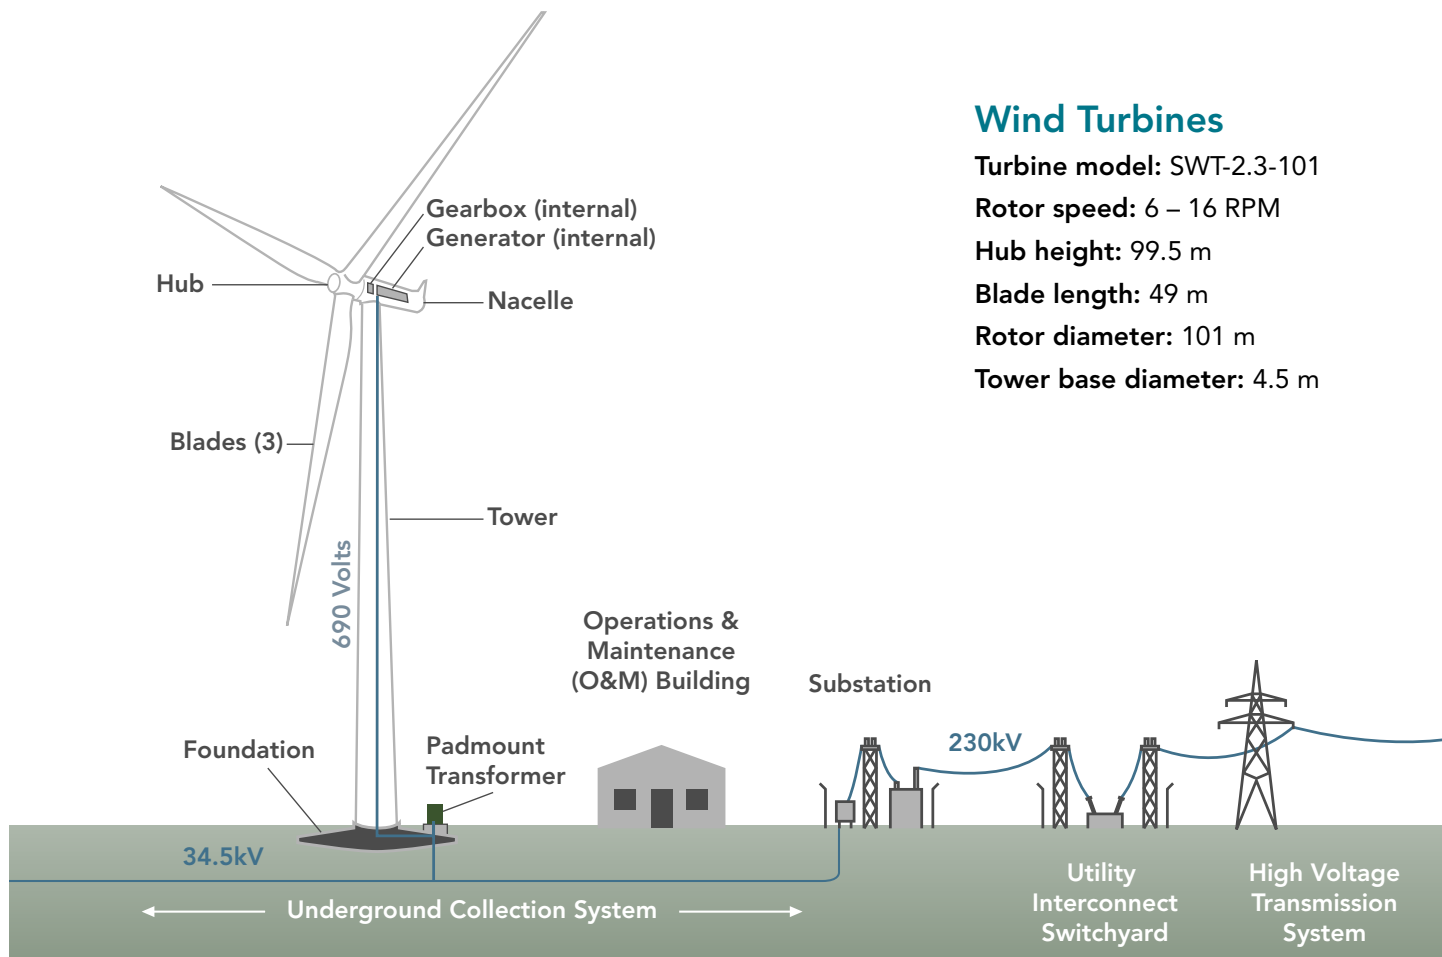 Wind Turbines
Turbine model: SWT-2.3-101
Rotor speed: 6 – 16 RPM
Hub height: 99.5 m
Blade length: 49 m
Rotor diameter: 101 m
Tower base diameter: 4.5 m
Gearbox (internal)
Generator (internal)
Hub
Nacelle
Blades (3)
Tower
690 Volts
Operations &
Maintenance
(O&M) Building
Substation
Foundation
Padmount
Transformer
230kV
34.5kV
Underground Collection System
Utility
Interconnect
Switchyard
High Voltage
Transmission
System